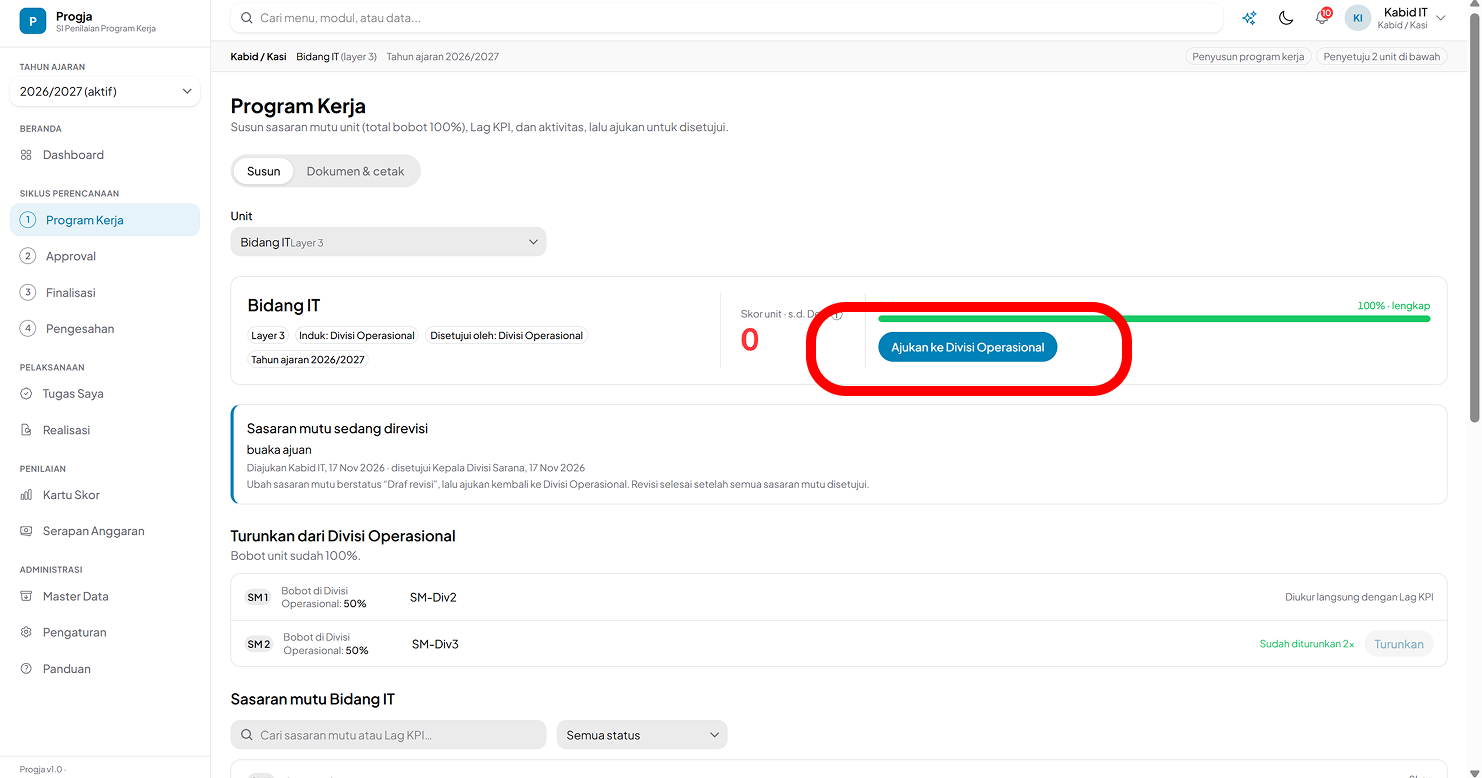 P
Progja
SI Penilaian Program Kerja
Cari menu, modul, atau data...
10
KI
Kabid IT
Kabid / Kasi
TAHUN AJARAN
2026/2027 (aktif)
BERANDA
Dashboard
SIKLUS PERENCANAAN
1 Program Kerja
2 Approval
3 Finalisasi
4 Pengesahan
PELAKSANAAN
Tugas Saya
Realisasi
PENILAIAN
Kartu Skor
Serapan Anggaran
ADMINISTRASI
Master Data
Pengaturan
Panduan
Progja v1.0 ·
Kabid / Kasi Bidang IT (layer 3) Tahun ajaran 2026/2027
Penyusun program kerja Penyetuju 2 unit di bawah
Program Kerja
Susun sasaran mutu unit (total bobot 100%), Lag KPI, dan aktivitas, lalu ajukan untuk disetujui.
Susun Dokumen & cetak
Unit
Bidang IT Layer 3
Bidang IT
Layer 3 Induk: Divisi Operasional Disetujui oleh: Divisi Operasional
Tahun ajaran 2026/2027
Skor unit · s.d.
0
100% · lengkap
Ajukan ke Divisi Operasional
Sasaran mutu sedang direvisi
buaka ajuan
Diajukan Kabid IT, 17 Nov 2026 · disetujui Kepala Divisi Sarana, 17 Nov 2026
Ubah sasaran mutu berstatus "Draf revisi", lalu ajukan kembali ke Divisi Operasional. Revisi selesai setelah semua sasaran mutu disetujui.
Turunkan dari Divisi Operasional
Bobot unit sudah 100%.
SM 1 Bobot di Divisi
Operasional: 50% SM-Div2 Diukur langsung dengan Lag KPI
SM 2 Bobot di Divisi
Operasional: 50% SM-Div3 Sudah diturunkan 2× Turunkan
Sasaran mutu Bidang IT
Cari sasaran mutu atau Lag KPI...
Semua status